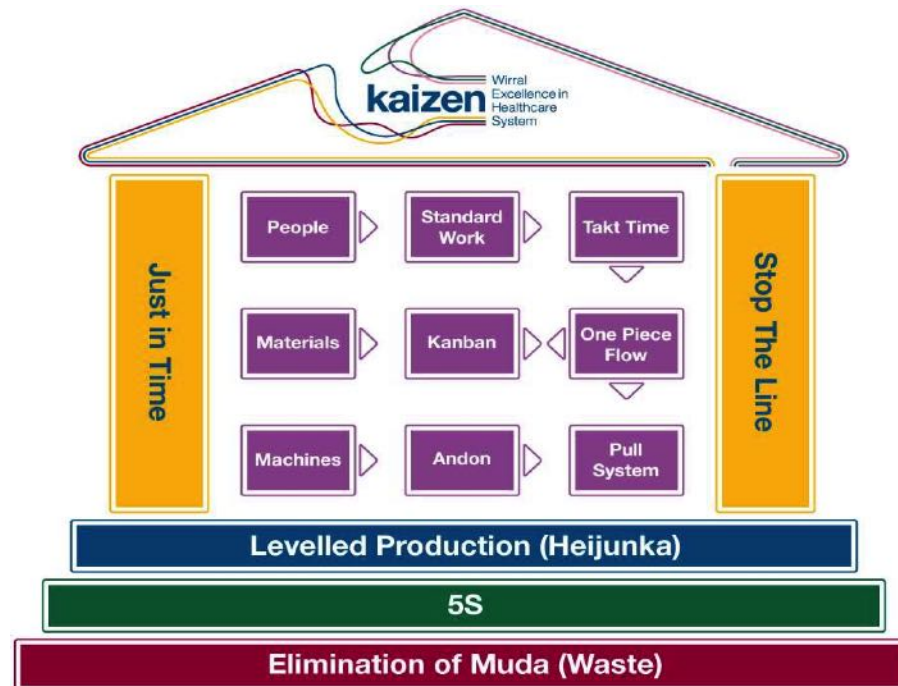 kaizen
Wirral
Excellence in
Healthcare
System
Just in Time
People
Standard
Work
Takt Time
Materials
Kanban
One Piece
Flow
Machines
Andon
Pull
System
Stop The Line
Levelled Production (Heijunka)
5S
Elimination of Muda (Waste)